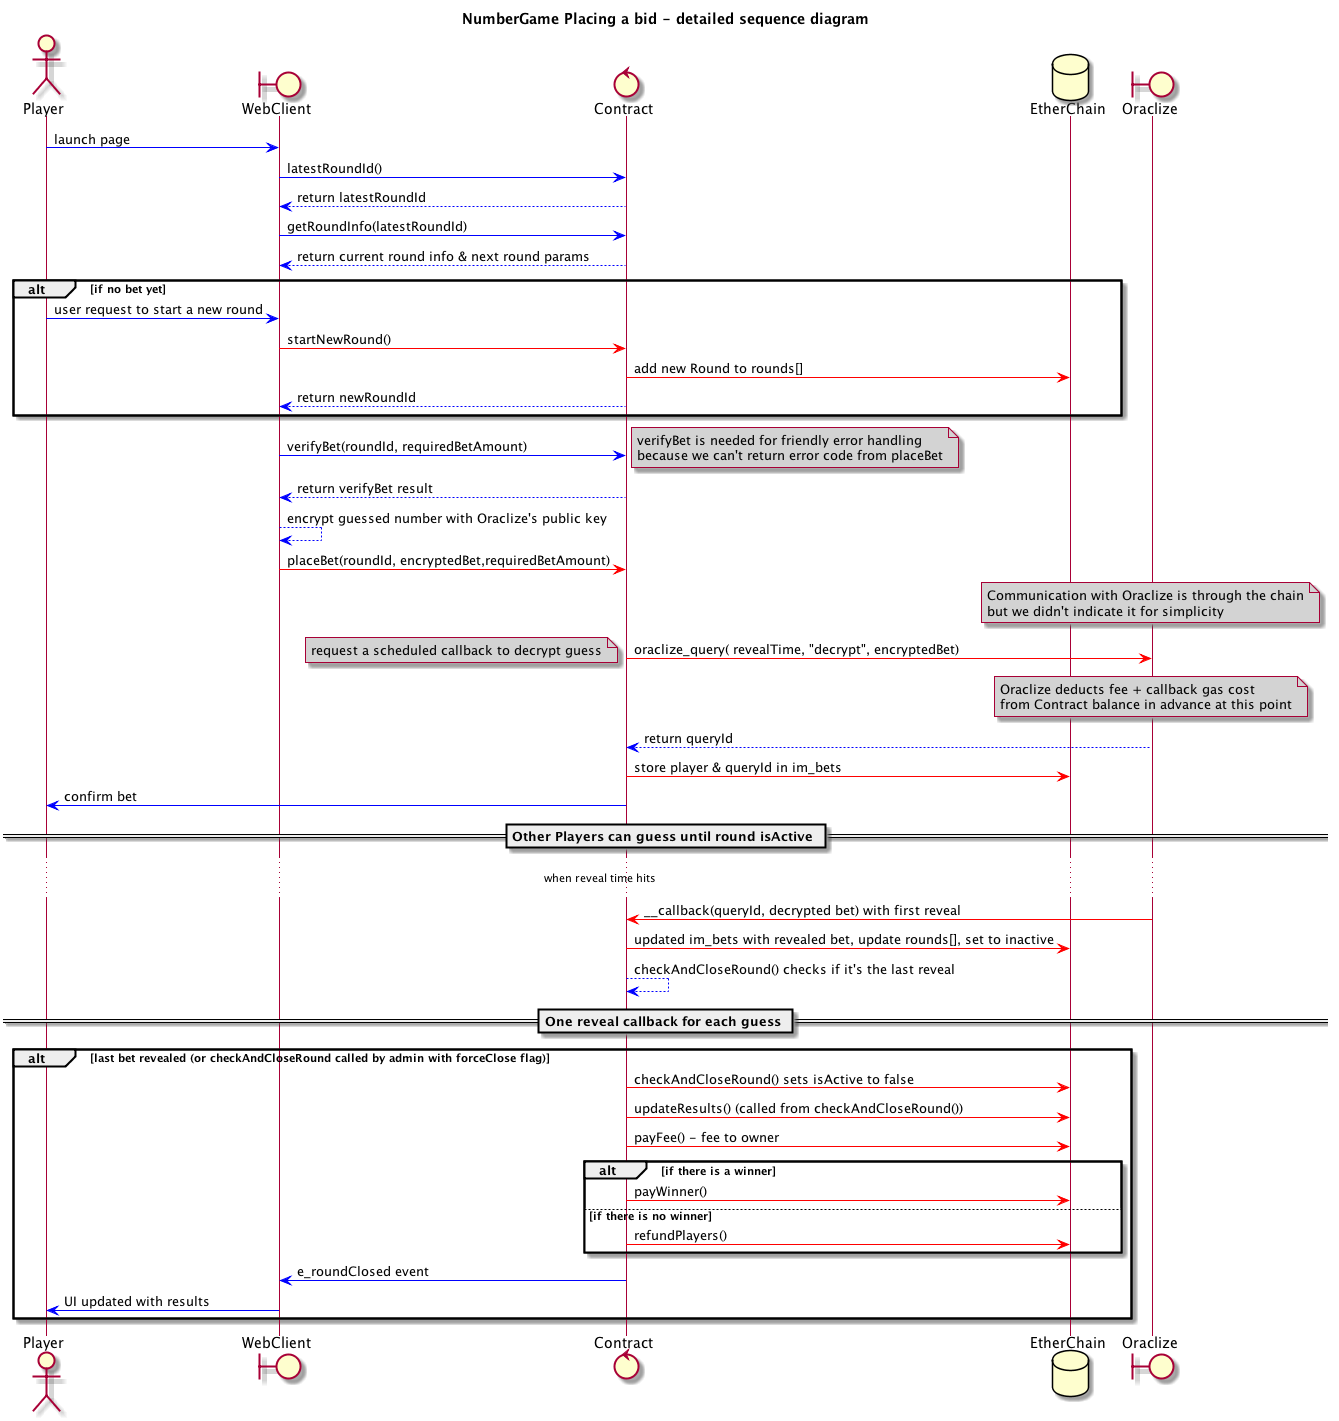 NumberGame Placing a bid - detailed sequence diagram
Player
WebClient
Contract
EtherChain
Oraclize
launch page
latestRoundId()
return latestRoundId
getRoundInfo(latestRoundId)
return current round info & next round params
alt [if no bet yet]
user request to start a new round
startNewRound()
add new Round to rounds[]
return newRoundId
verifyBet(roundId, requiredBetAmount)
verifyBet is needed for friendly error handling
because we can't return error code from placeBet
return verifyBet result
encrypt guessed number with Oraclize's public key
placeBet(roundId, encryptedBet,requiredBetAmount)
Communication with Oraclize is through the chain
but we didn't indicate it for simplicity
request a scheduled callback to decrypt guess
oraclize_query( revealTime, "decrypt", encryptedBet)
Oraclize deducts fee + callback gas cost
from Contract balance in advance at this point
return queryId
store player & queryId in im_bets
confirm bet
Other Players can guess until round isActive
when reveal time hits
__callback(queryId, decrypted bet) with first reveal
updated im_bets with revealed bet, update rounds[], set to inactive
checkAndCloseRound() checks if it's the last reveal
One reveal callback for each guess
alt [last bet revealed (or checkAndCloseRound called by admin with forceClose flag)]
checkAndCloseRound() sets isActive to false
updateResults() (called from checkAndCloseRound())
payFee() - fee to owner
alt [if there is a winner]
payWinner()
[if there is no winner]
refundPlayers()
e_roundClosed event
UI updated with results
Player
WebClient
Contract
EtherChain
Oraclize